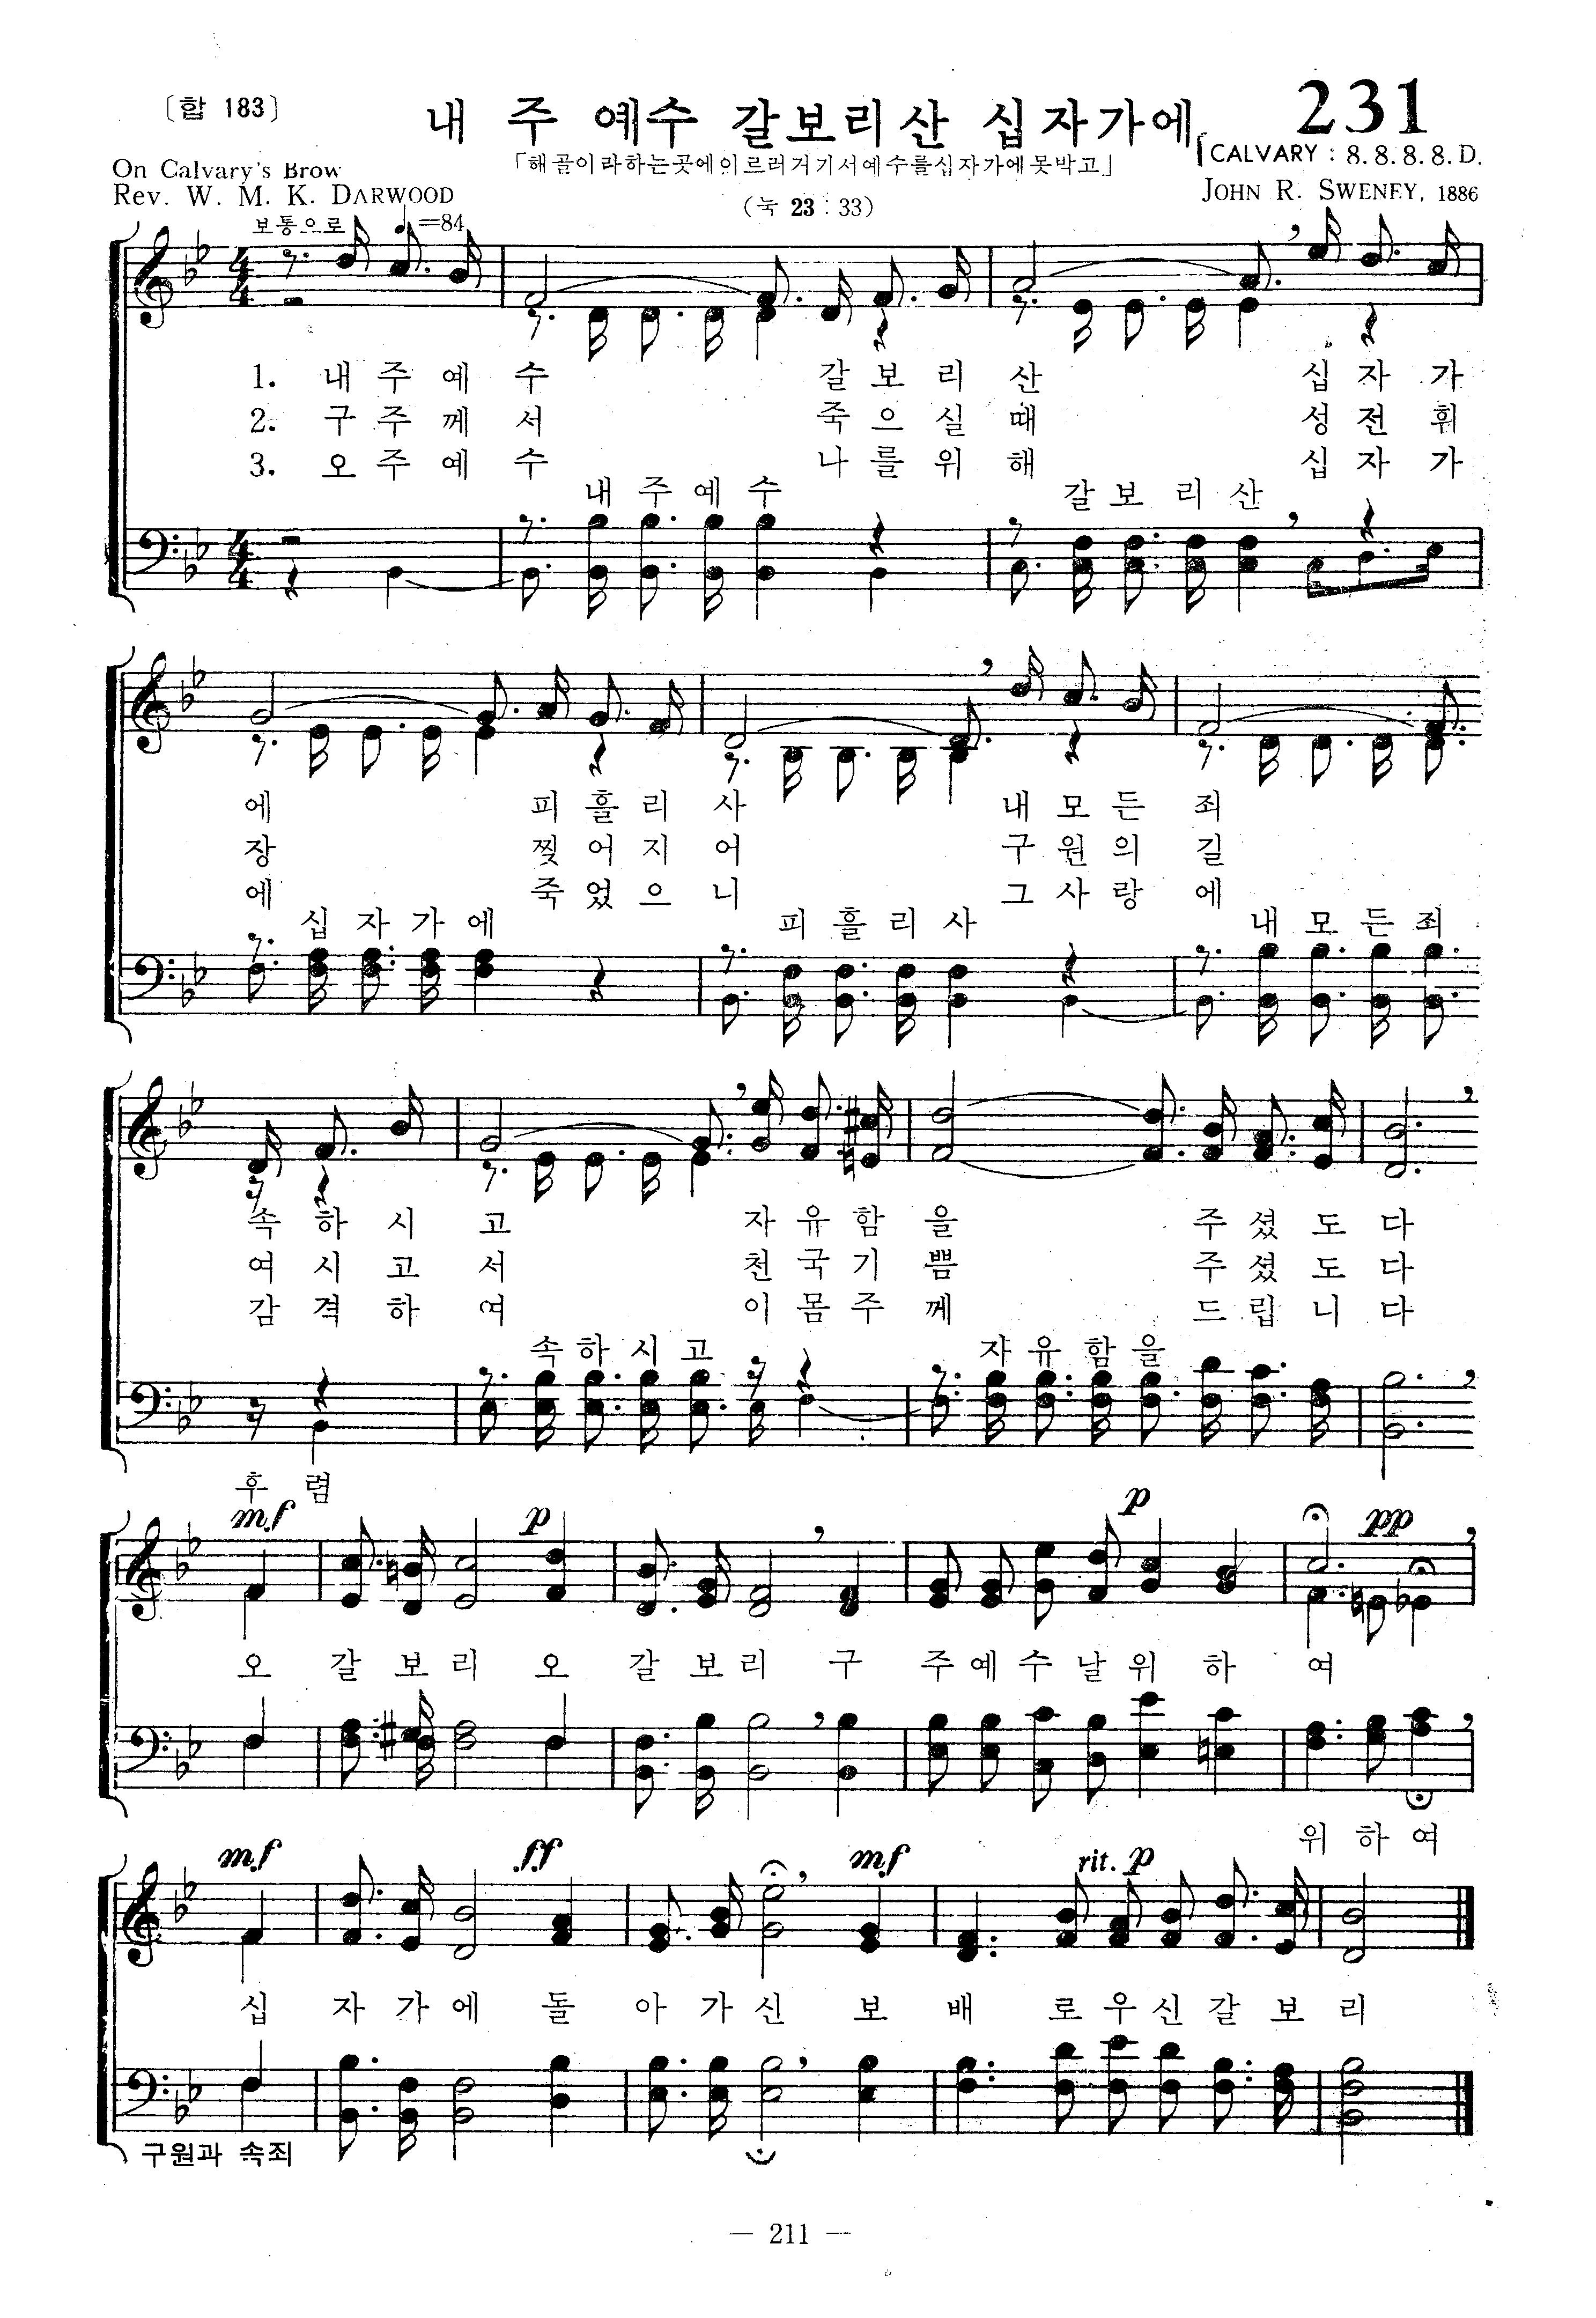 〔합 183〕
내 주 예수 갈보리산 십자가에
231
On Calvary's Brow
「해골이라하는곳에이르러거기서예수를십자가에못박고」
CALVARY : 8. 8. 8. 8. D.
Rev. W. M. K. DARWOOD
(눅 23 : 33)
JOHN R. SWENEY, 1886
보통으로 ♩=84
1. 내 주 예 수 갈 보 리 산 십 자 가
2. 구 주 께 서 죽 으 실 때 성 전 휘
3. 오 주 예 수 나 를 위 해 십 자 가
내 주 예 수 갈 보 리 산
에 피 흘 리 사 내 모 든 죄
장 찢 어 지 어 구 원 의 길
에 죽 었 으 니 그 사 랑 에
십 자 가 에 피 흘 리 사 내 모 든 죄
속 하 시 고 자 유 함 을 주 셨 도 다
여 시 고 서 천 국 기 쁨 주 셨 도 다
감 격 하 여 이 몸 주 께 드 립 니 다
속 하 시 고 자 유 함 을
후 렴
mf p p pp
오 갈 보 리 오 갈 보 리 구 주 예 수 날 위 하 여
위 하 여
mf ff mf rit. p
십 자 가 에 돌 아 가 신 보 배 로 우 신 갈 보 리
구원과 속죄
— 211 —